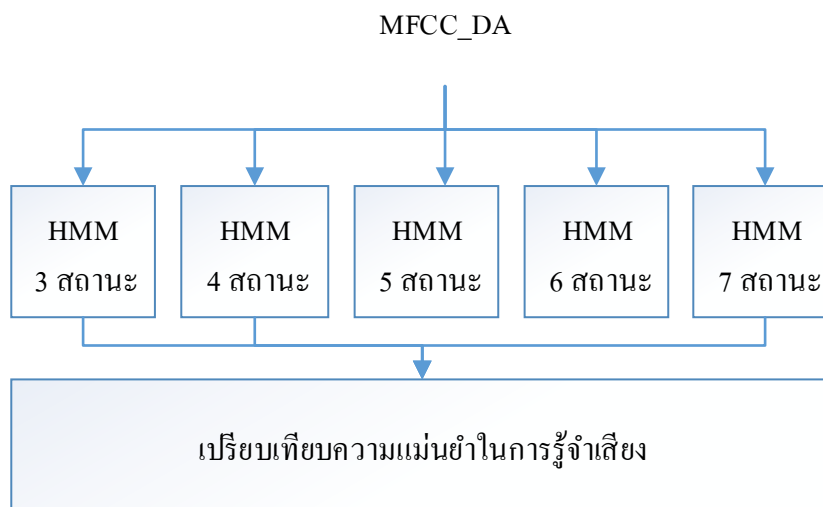 MFCC_DA
HMM
3 สถานะ
HMM
4 สถานะ
HMM
5 สถานะ
HMM
6 สถานะ
HMM
7 สถานะ
เปรียบเทียบความแม่นยำในการรู้จำเสียง